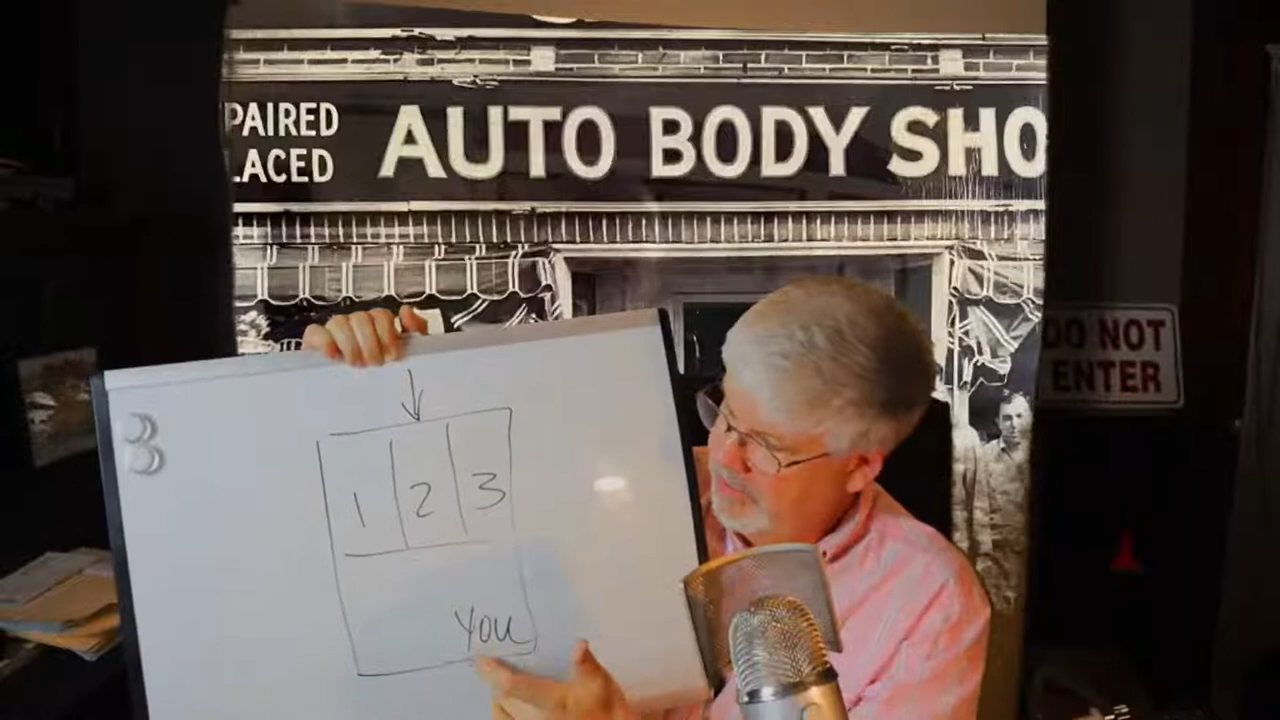 PAIRED
LACED
AUTO BODY SHO
DO NOT
ENTER
1 2 3
YOU